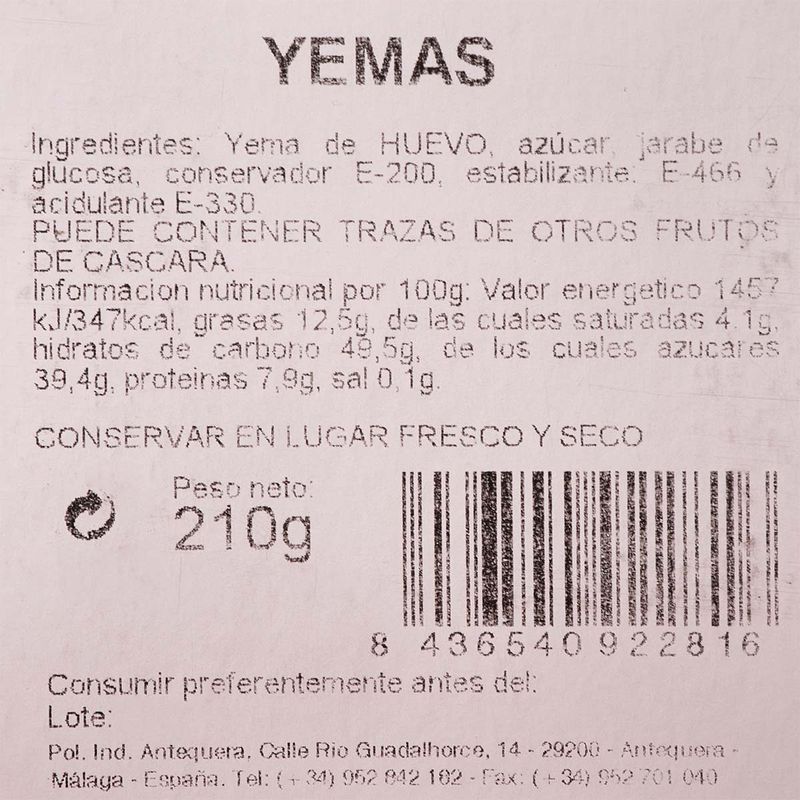 YEMAS
Ingredientes: Yema de HUEVO, azúcar, jarabe de
glucosa, conservador E-200, estabilizante: E-466 y
acidulante E-330.
PUEDE CONTENER TRAZAS DE OTROS FRUTOS
DE CASCARA.
Informacion nutricional por 100g: Valor energetico 1457
kJ/347kcal, grasas 12,5g, de las cuales saturadas 4.1g,
hidratos de carbono 49,5g, de los cuales azucares
39,4g, proteinas 7,9g, sal 0,1g.
CONSERVAR EN LUGAR FRESCO Y SECO
Peso neto:
210g
8 436540 922816
Consumir preferentemente antes del:
Lote:
Pol. Ind. Antequera, Calle Rio Guadalhorce, 14 - 29200 - Antequera -
Málaga - España. Tel: (+34) 952 842 182 - Fax: (+34) 952 701 040